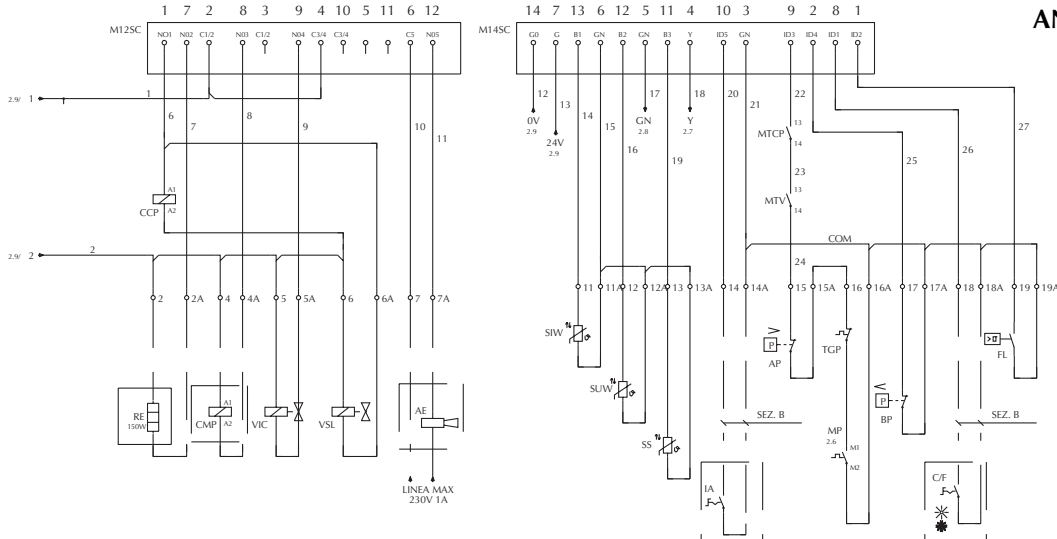 1 7 2 8 3 9 4 10 5 11 6 12
M12SC
NO1 N02 C1/2 N03 C1/2 N04 C3/4 C3/4 C5 N05
14 7 13 6 12 5 11 4 10 3 9 2 8 1
M14SC
G0 G B1 GN B2 GN B3 Y ID5 GN ID3 ID4 ID1 ID2
AN
2.9/ 1
1
6
7
8
9
10
11
12
13
14
15
16
17
18
19
20
21
22
23
24
25
26
27
0V
2.9
24V
2.9
GN
2.8
Y
2.7
MTCP
13
14
MTV
13
14
A1
CCP
A2
COM
2.9/ 2
2
2 2A 4 4A 5 5A 6 6A 7 7A
11 11A 12 12A 13 13A 14 14A 15 15A 16 16A 17 17A 18 18A 19 19A
SIW
P
AP
TGP
FL
SUW
P
BP
RE
150W
A1
CMP
A2
VIC
VSL
AE
SEZ. B
SEZ. B
SS
MP
2.6
M1
M2
LINEA MAX
230V 1A
IA
C/F